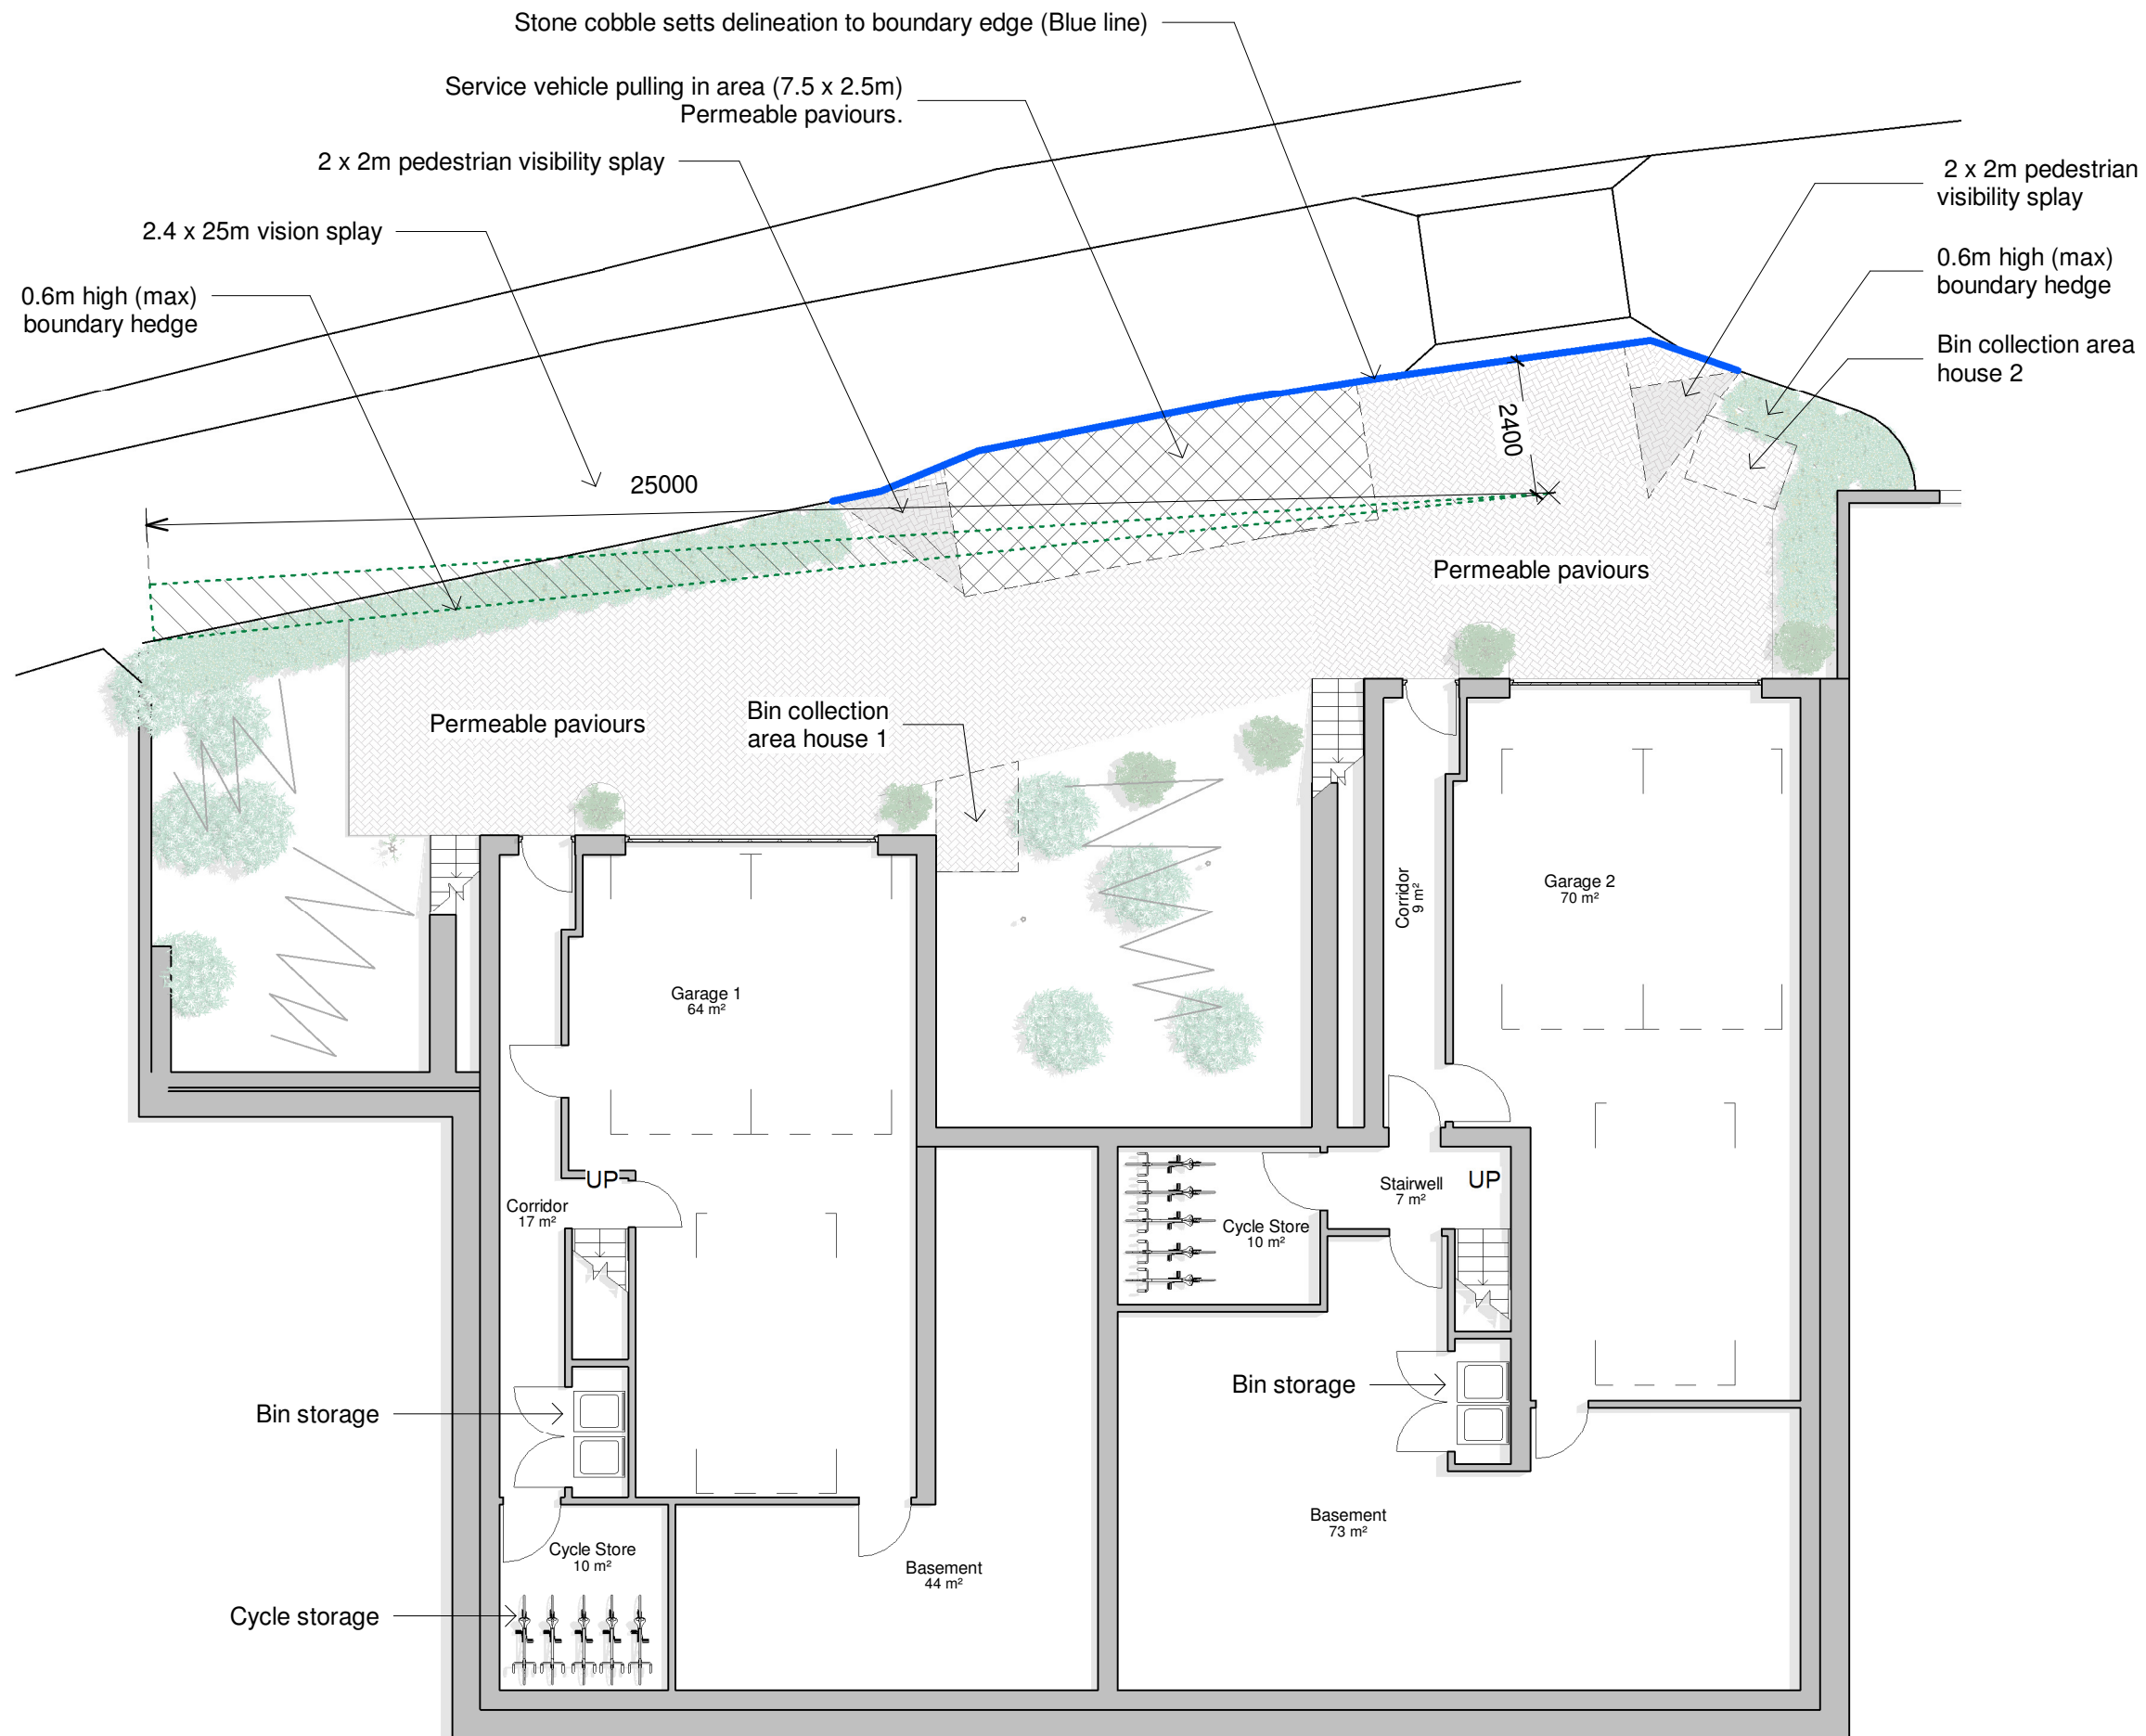 Stone cobble setts delineation to boundary edge (Blue line)
Service vehicle pulling in area (7.5 x 2.5m)
Permeable paviours.
2 x 2m pedestrian visibility splay
2.4 x 25m vision splay
0.6m high (max)
boundary hedge
2 x 2m pedestrian
visibility splay
0.6m high (max)
boundary hedge
Bin collection area
house 2
2400
25000
Permeable paviours
Permeable paviours
Bin collection
area house 1
Corridor
9 m²
Garage 2
70 m²
Garage 1
64 m²
UP
Corridor
17 m²
Stairwell
7 m²
UP
Cycle Store
10 m²
Bin storage
Bin storage
Basement
73 m²
Cycle Store
10 m²
Basement
44 m²
Cycle storage